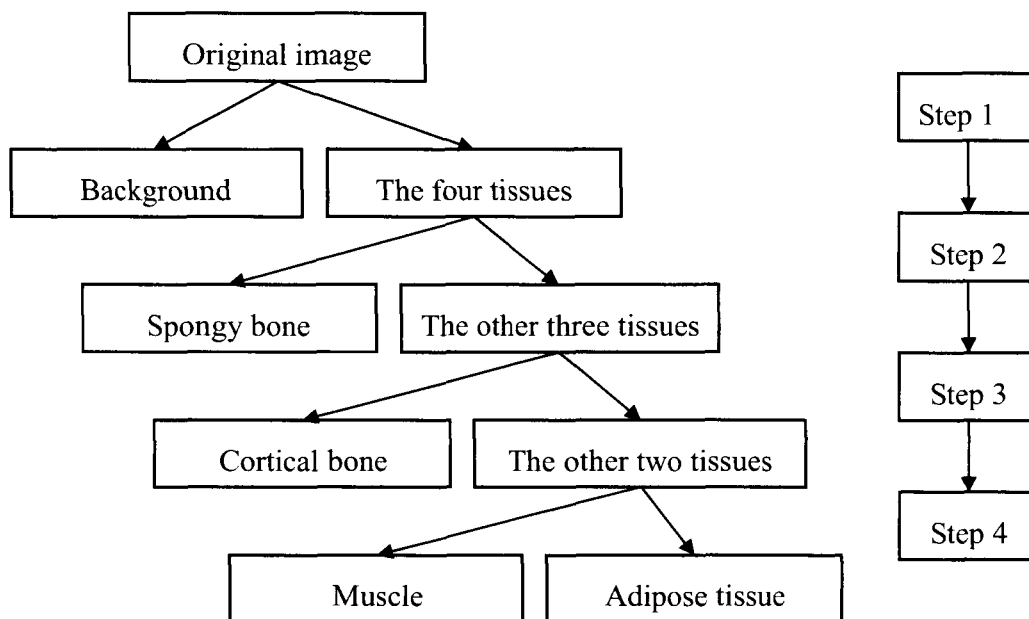 Original image
Step 1
Background
The four tissues
Step 2
Spongy bone
The other three tissues
Step 3
Cortical bone
The other two tissues
Step 4
Muscle
Adipose tissue